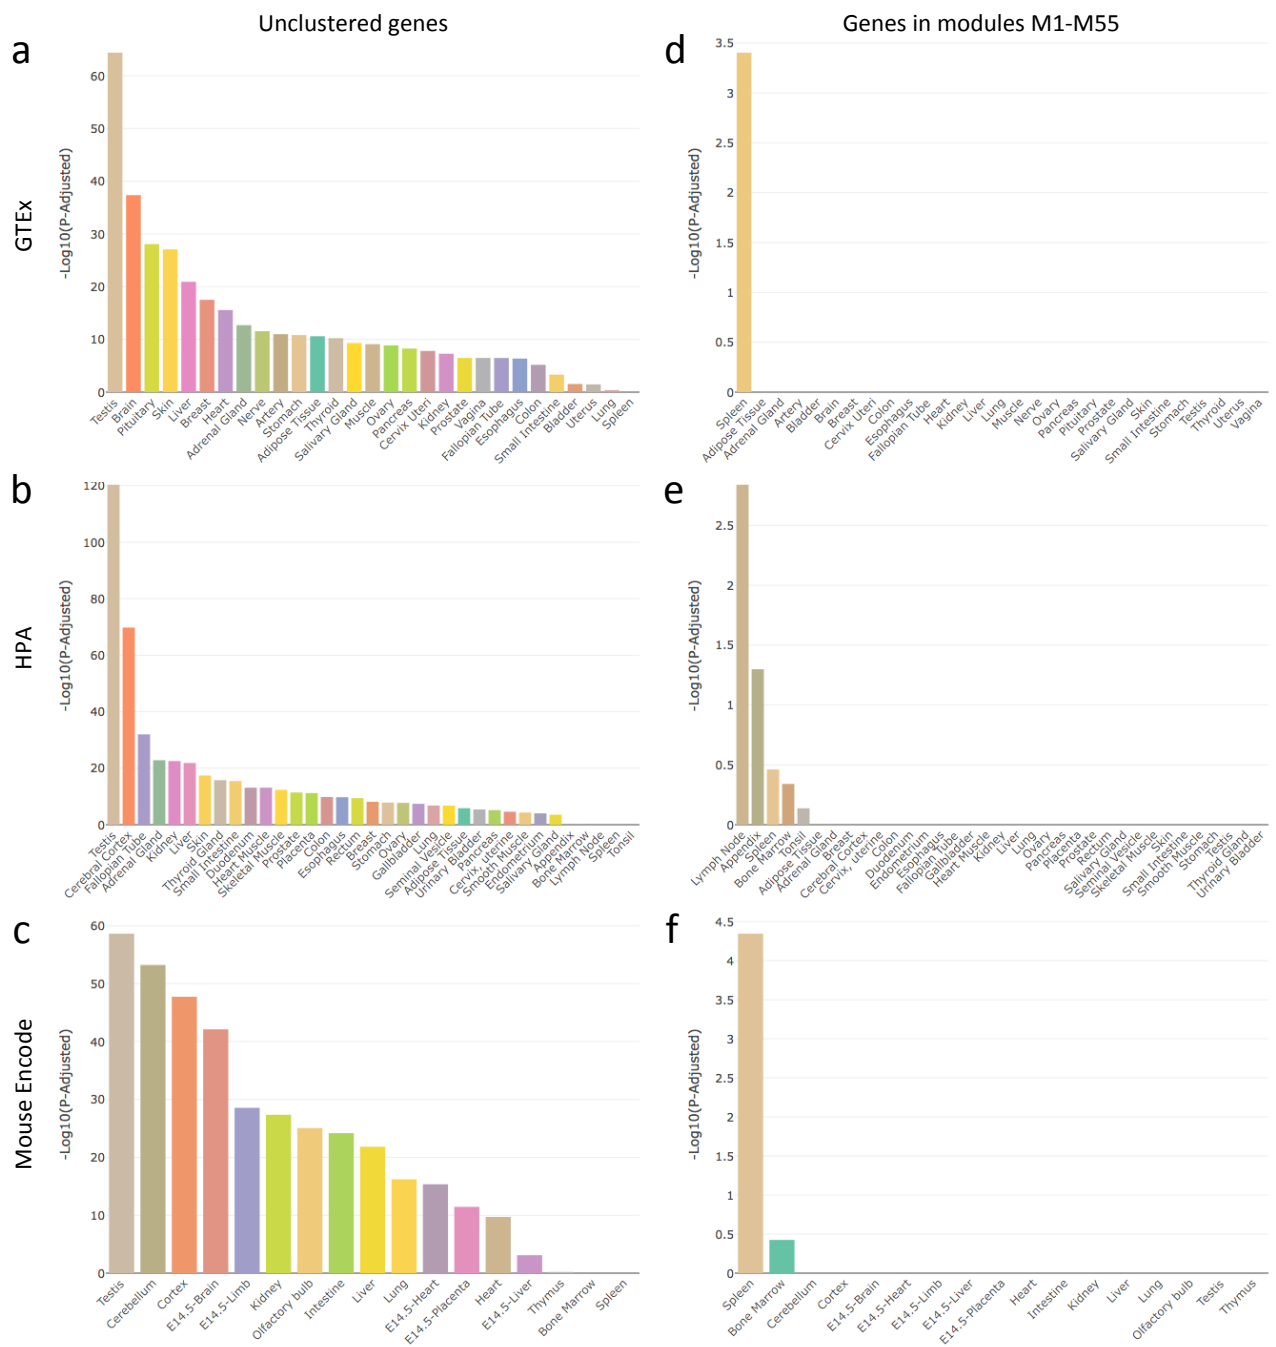 Unclustered genes
Genes in modules M1-M55
a
GTEx
-Log10(P-Adjusted)
60
50
40
30
20
10
0
Testis
Brain
Pituitary
Skin
Liver
Breast
Heart
Adrenal Gland
Nerve
Artery
Stomach
Adipose Tissue
Thyroid
Salivary Gland
Muscle
Ovary
Pancreas
Cervix Uteri
Kidney
Prostate
Vagina
Fallopian Tube
Esophagus
Colon
Small Intestine
Bladder
Uterus
Lung
Spleen
d
-Log10(P-Adjusted)
3.5
3
2.5
2
1.5
1
0.5
0
Spleen
Adipose Tissue
Adrenal Gland
Artery
Bladder
Brain
Breast
Cervix Uteri
Colon
Esophagus
Fallopian Tube
Heart
Kidney
Liver
Lung
Muscle
Nerve
Ovary
Pancreas
Pituitary
Prostate
Salivary Gland
Skin
Small Intestine
Stomach
Testis
Thyroid
Uterus
Vagina
b
HPA
-Log10(P-Adjusted)
120
100
80
60
40
20
0
Testis
Cerebral Cortex
Fallopian Tube
Adrenal Gland
Kidney
Liver
Skin
Thyroid Gland
Small Intestine
Duodenum
Heart Muscle
Skeletal Muscle
Prostate
Placenta
Colon
Esophagus
Rectum
Breast
Stomach
Ovary
Gallbladder
Lung
Seminal Vesicle
Adipose Tissue
Urinary Bladder
Pancreas
Cervix, uterine
Smooth Muscle
Endometrium
Salivary Gland
Appendix
Bone Marrow
Lymph Node
Spleen
Tonsil
e
-Log10(P-Adjusted)
2.5
2
1.5
1
0.5
0
Lymph Node
Appendix
Spleen
Bone Marrow
Tonsil
Adipose Tissue
Adrenal Gland
Breast
Cerebral Cortex
Cervix, uterine
Colon
Duodenum
Endometrium
Esophagus
Fallopian Tube
Gallbladder
Heart Muscle
Kidney
Liver
Lung
Ovary
Pancreas
Placenta
Prostate
Rectum
Salivary Gland
Seminal Vesicle
Skeletal Muscle
Skin
Small Intestine
Smooth Muscle
Stomach
Testis
Thyroid Gland
Urinary Bladder
c
Mouse Encode
-Log10(P-Adjusted)
60
50
40
30
20
10
0
Testis
Cerebellum
Cortex
E14.5-Brain
E14.5-Limb
Kidney
Olfactory bulb
Intestine
Liver
Lung
E14.5-Heart
E14.5-Placenta
Heart
E14.5-Liver
Thymus
Bone Marrow
Spleen
f
-Log10(P-Adjusted)
4.5
4
3.5
3
2.5
2
1.5
1
0.5
0
Spleen
Bone Marrow
Cerebellum
Cortex
E14.5-Brain
E14.5-Heart
E14.5-Limb
E14.5-Liver
E14.5-Placenta
Heart
Intestine
Kidney
Liver
Lung
Olfactory bulb
Testis
Thymus